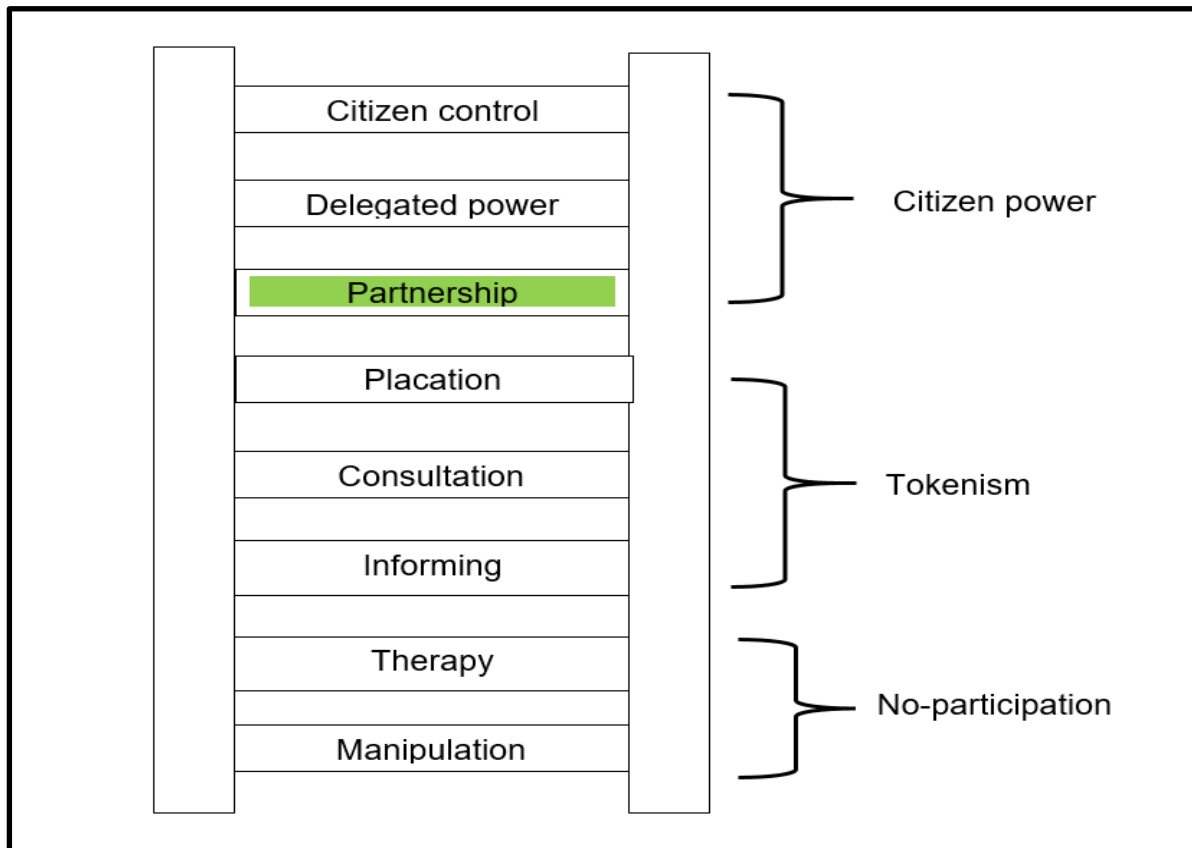 Citizen control
Delegated power
Partnership
Placation
Consultation
Informing
Therapy
Manipulation
Citizen power
Tokenism
No-participation